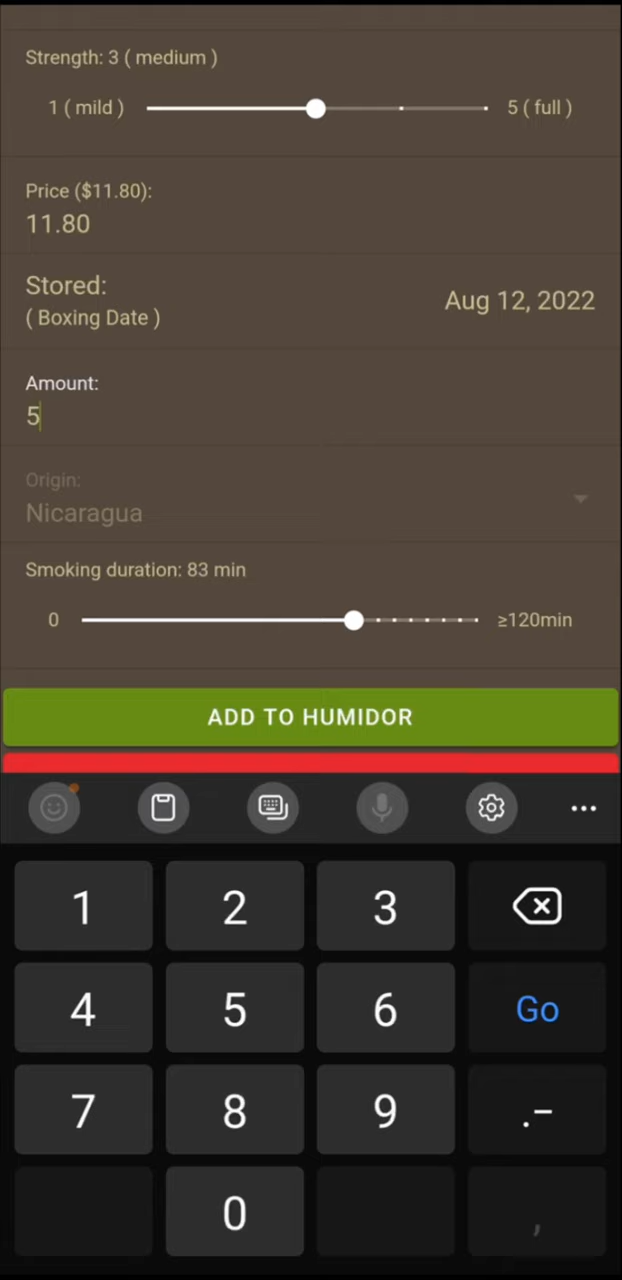 Strength: 3 ( medium )
1 ( mild )
5 ( full )
Price ($11.80):
11.80
Stored:
( Boxing Date )
Aug 12, 2022
Amount:
5
Origin:
Nicaragua
Smoking duration: 83 min
0
≥120min
ADD TO HUMIDOR
1 2 3
4 5 6 Go
7 8 9 .–
0 ,